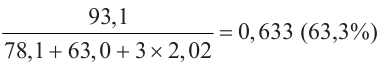 93,1
78,1 + 63,0 + 3 × 2,02 = 0,633 (63,3%)